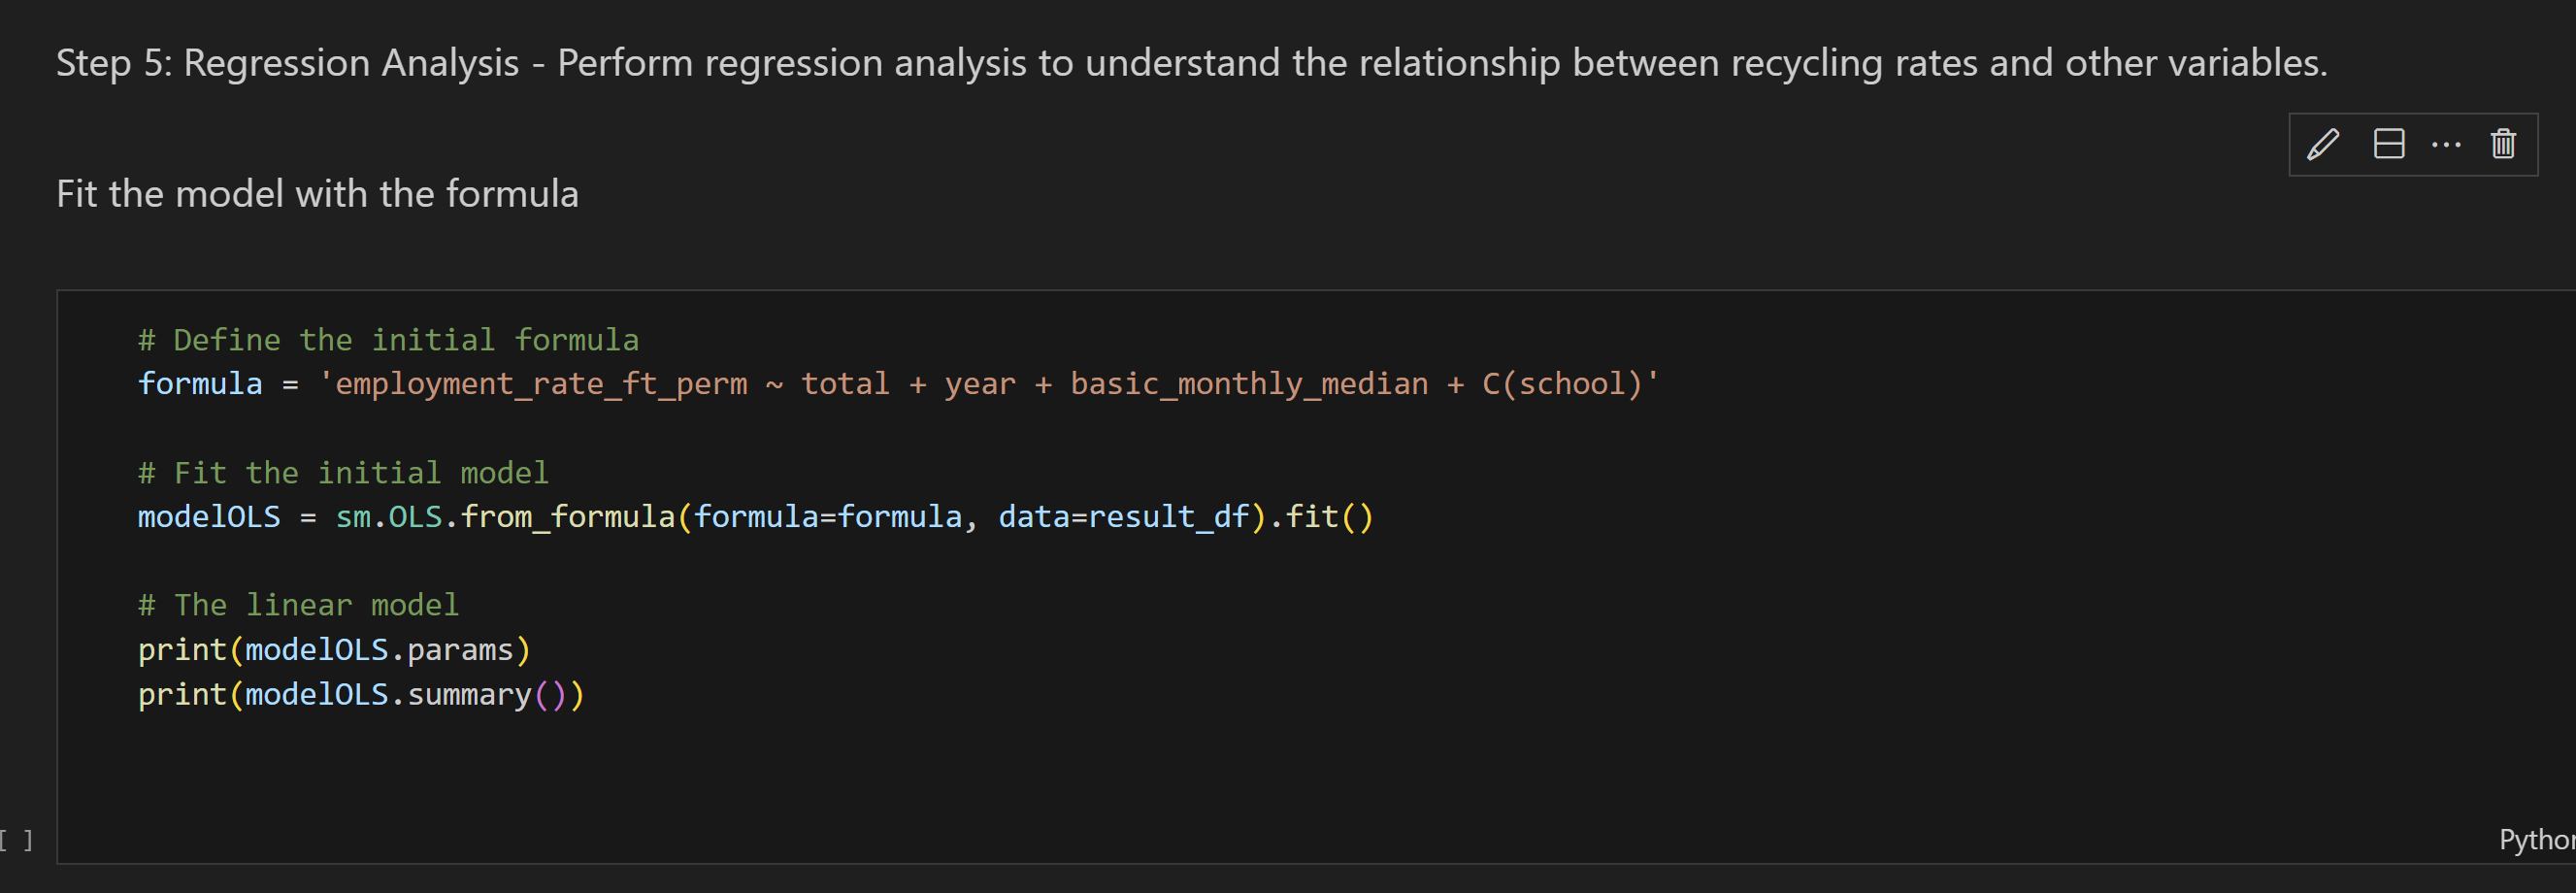 Step 5: Regression Analysis - Perform regression analysis to understand the relationship between recycling rates and other variables.
Fit the model with the formula
# Define the initial formula
formula = 'employment_rate_ft_perm ~ total + year + basic_monthly_median + C(school)'
# Fit the initial model
modelOLS = sm.OLS.from_formula(formula=formula, data=result_df).fit()
# The linear model
print(modelOLS.params)
print(modelOLS.summary())
[ ]
Python